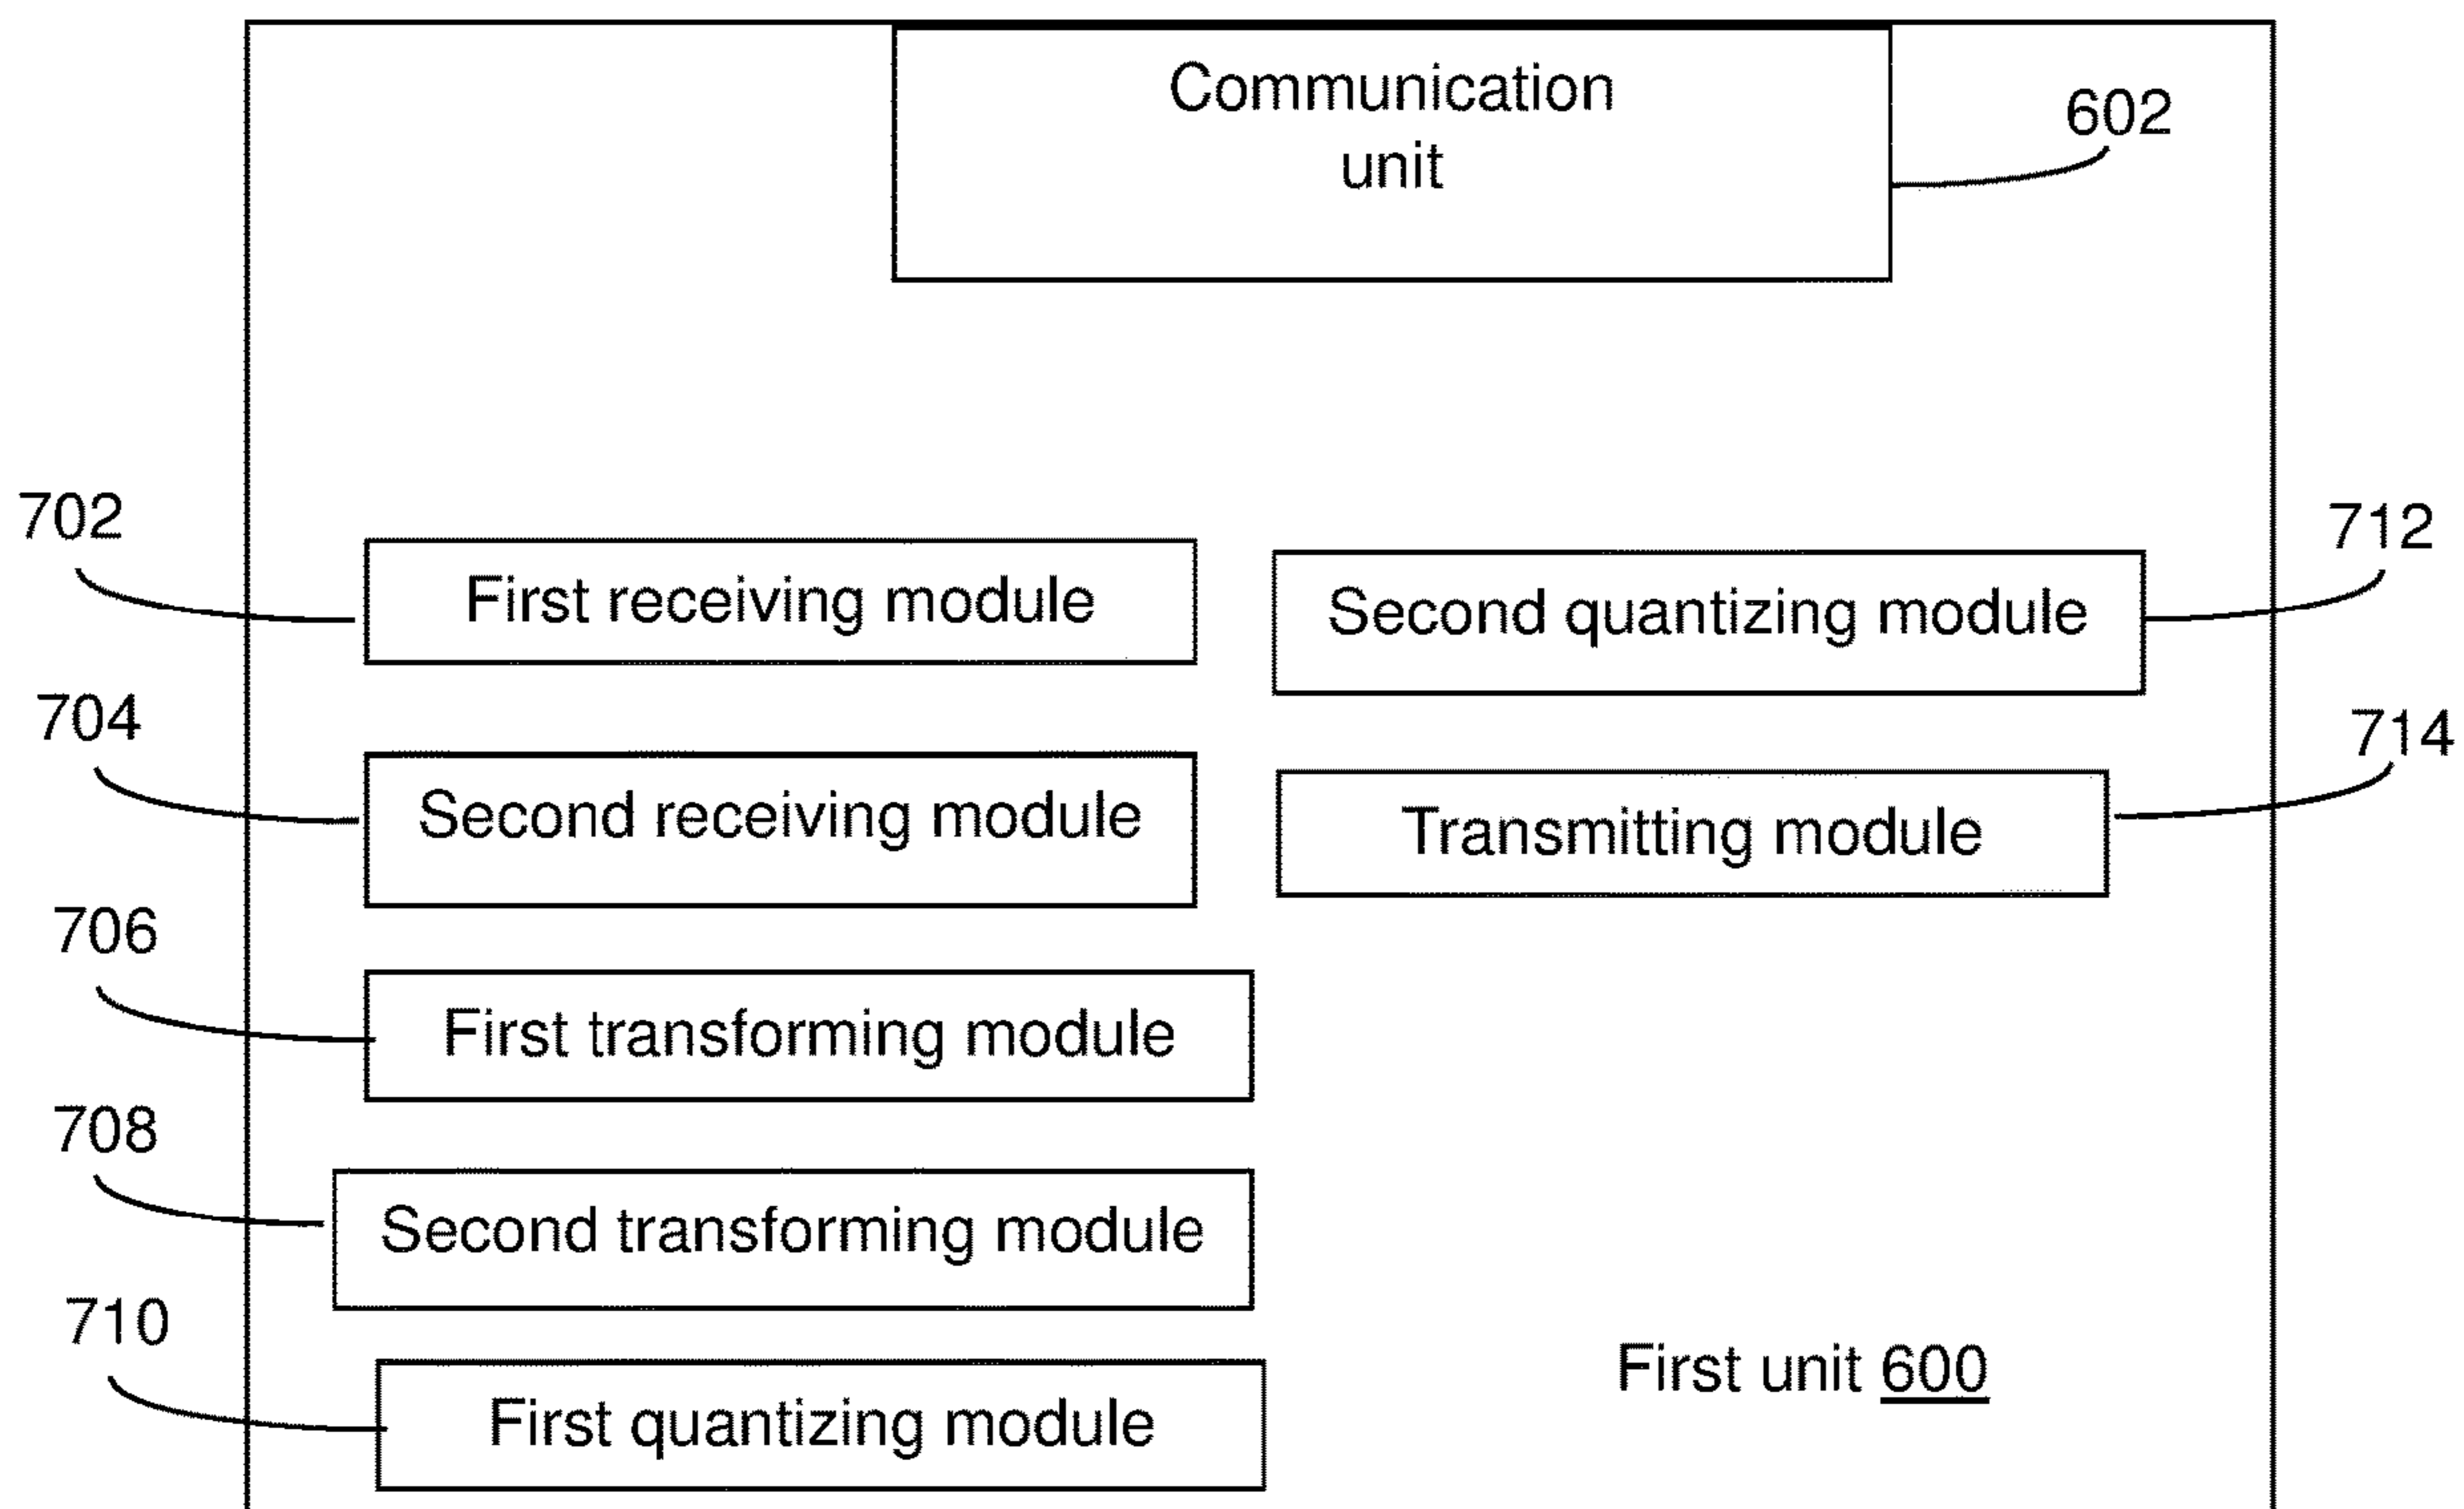 Communication
unit
602
702
First receiving module
Second quantizing module
712
704
Second receiving module
Transmitting module
714
706
First transforming module
708
Second transforming module
710
First quantizing module
First unit 600